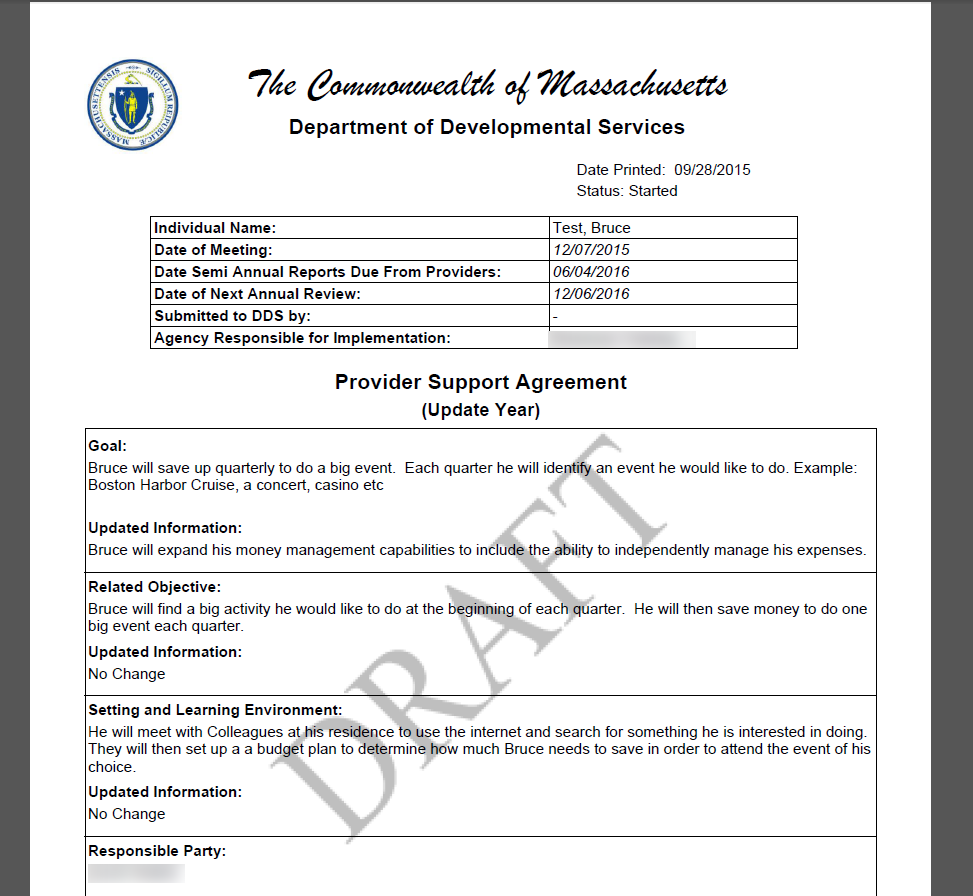 The Commonwealth of Massachusetts
Department of Developmental Services
Date Printed: 09/28/2015
Status: Started
Individual Name: Test, Bruce
Date of Meeting: 12/07/2015
Date Semi Annual Reports Due From Providers: 06/04/2016
Date of Next Annual Review: 12/06/2016
Submitted to DDS by: -
Agency Responsible for Implementation:
Provider Support Agreement
(Update Year)
Goal:
Bruce will save up quarterly to do a big event. Each quarter he will identify an event he would like to do. Example:
Boston Harbor Cruise, a concert, casino etc
Updated Information:
Bruce will expand his money management capabilities to include the ability to independently manage his expenses.
Related Objective:
Bruce will find a big activity he would like to do at the beginning of each quarter. He will then save money to do one
big event each quarter.
Updated Information:
No Change
Setting and Learning Environment:
He will meet with Colleagues at his residence to use the internet and search for something he is interested in doing.
They will then set up a a budget plan to determine how much Bruce needs to save in order to attend the event of his
choice.
Updated Information:
No Change
Responsible Party:
DRAFT